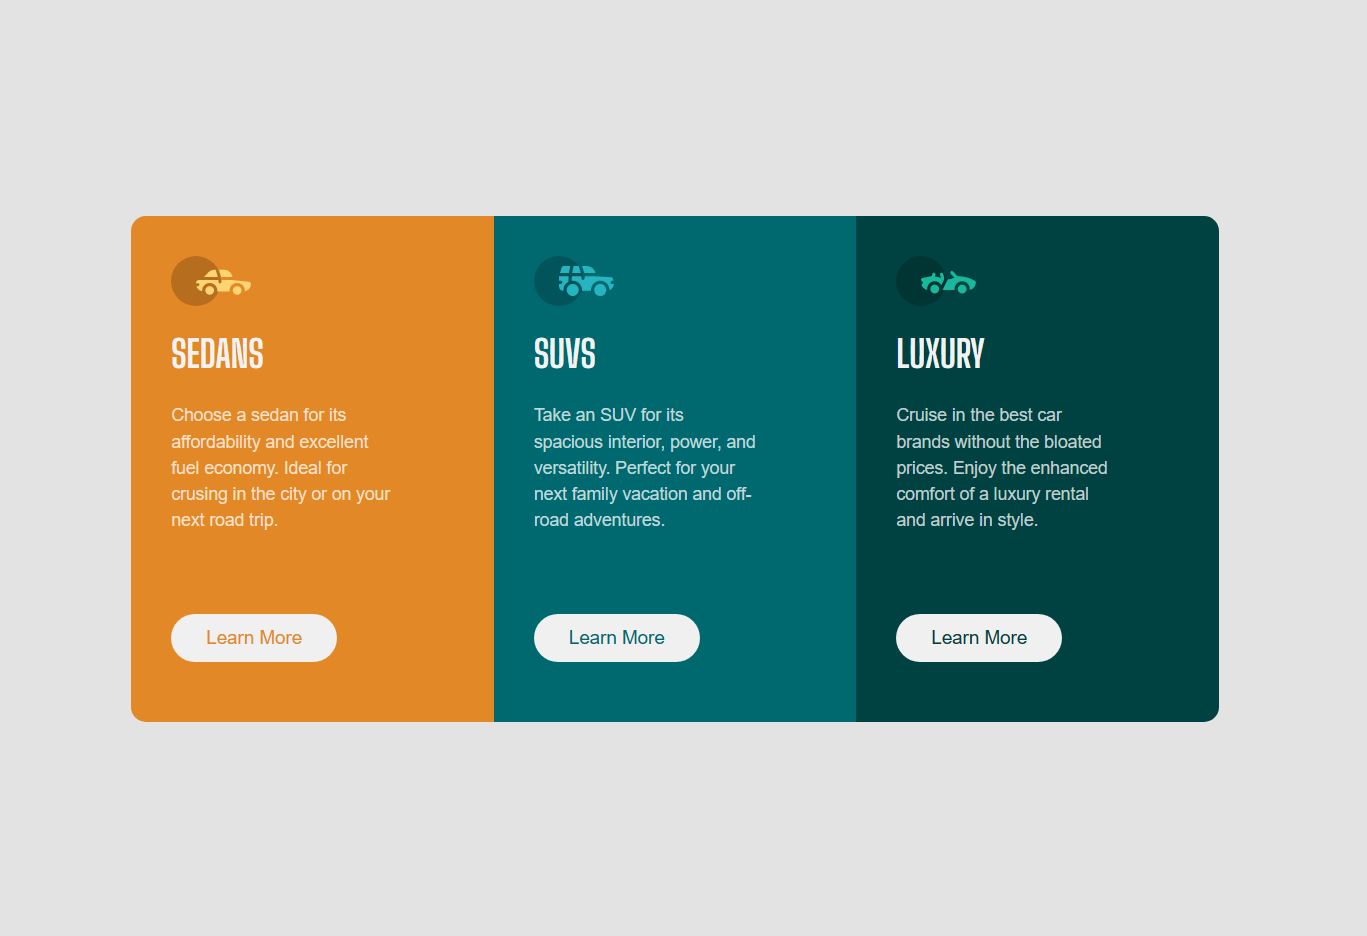 SEDANS
Choose a sedan for its
affordability and excellent
fuel economy. Ideal for
crusing in the city or on your
next road trip.
Learn More
SUVS
Take an SUV for its
spacious interior, power, and
versatility. Perfect for your
next family vacation and off-
road adventures.
Learn More
LUXURY
Cruise in the best car
brands without the bloated
prices. Enjoy the enhanced
comfort of a luxury rental
and arrive in style.
Learn More